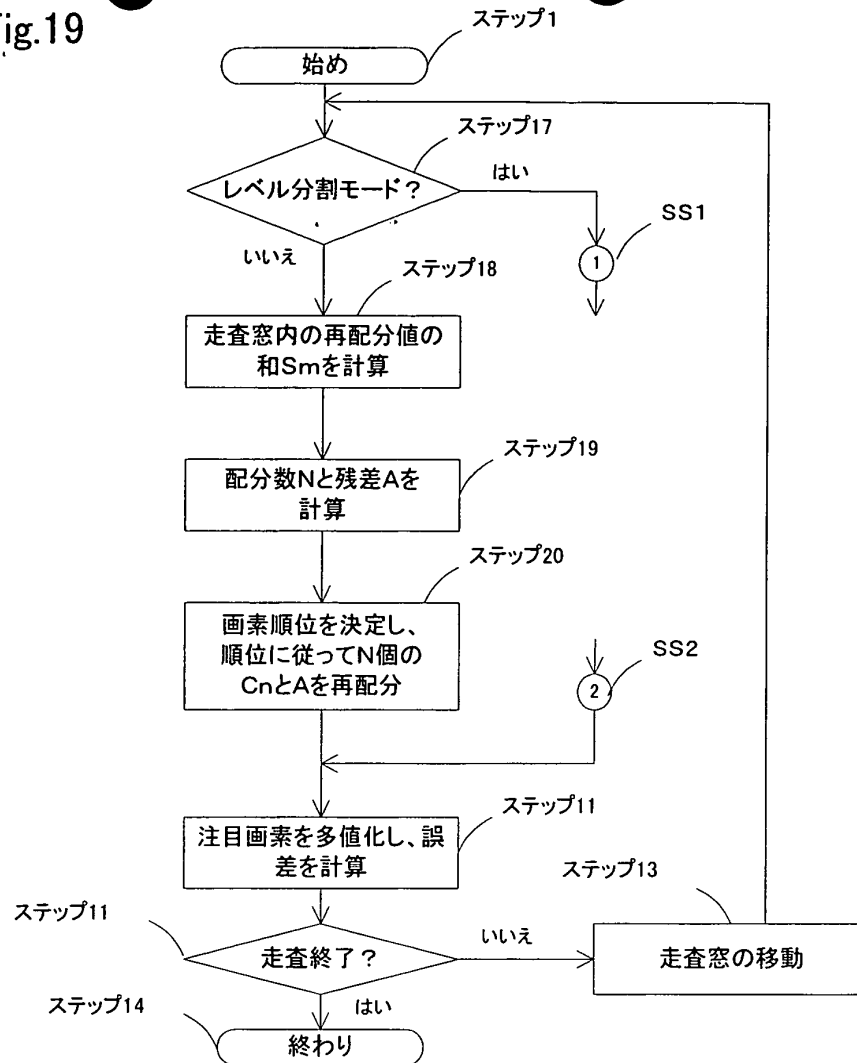 ig.19
ステップ1
始め
ステップ17
レベル分割モード？
はい
SS1
1
いいえ
ステップ18
走査窓内の再配分値の
和Smを計算
ステップ19
配分数Nと残差Aを
計算
ステップ20
画素順位を決定し、
順位に従ってN個の
CnとAを再配分
SS2
2
ステップ11
注目画素を多値化し、誤
差を計算
ステップ13
ステップ11
走査終了？
いいえ
走査窓の移動
ステップ14
はい
終わり